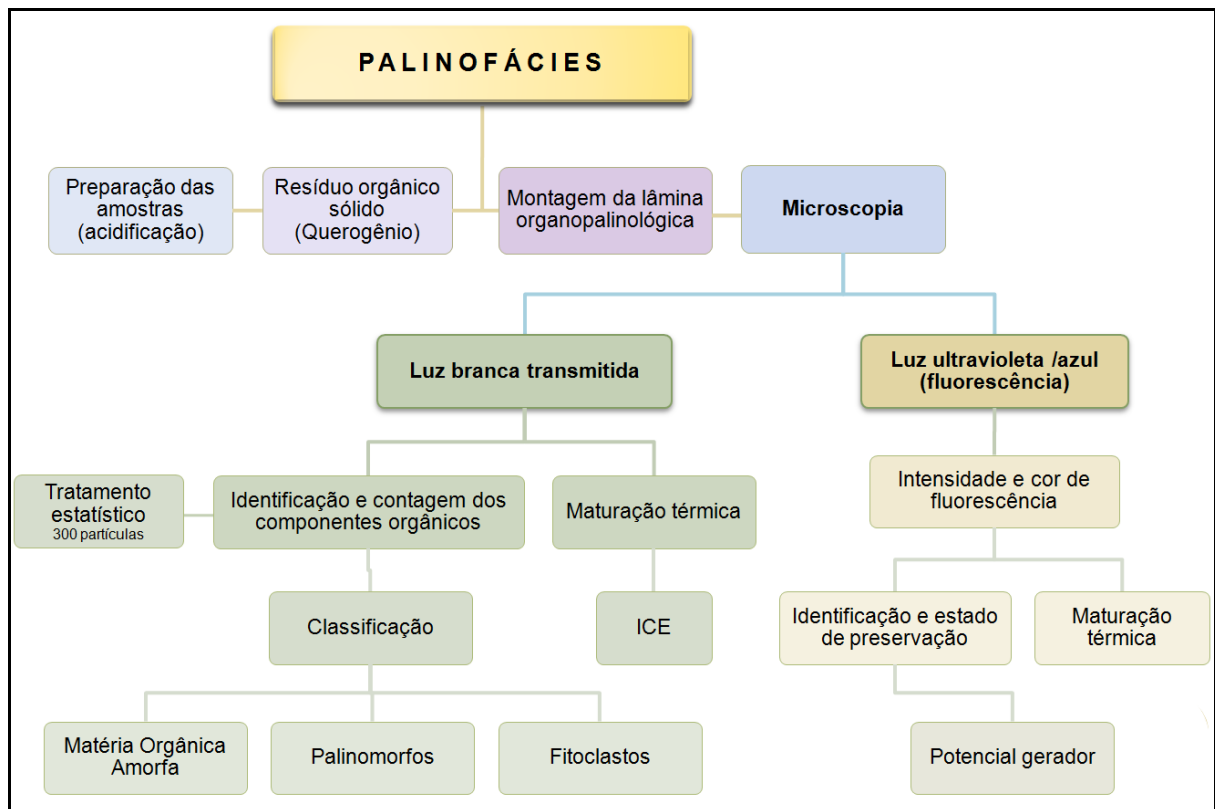 PALINOFÁCIES
Preparação das
amostras
(acidificação)
Resíduo orgânico
sólido
(Querogênio)
Montagem da lâmina
organopalinológica
Microscopia
Luz branca transmitida
Luz ultravioleta /azul
(fluorescência)
Tratamento
estatístico
300 partículas
Identificação e contagem dos
componentes orgânicos
Maturação térmica
Intensidade e cor de
fluorescência
Classificação
ICE
Identificação e estado
de preservação
Maturação
térmica
Matéria Orgânica
Amorfa
Palinomorfos
Fitoclastos
Potencial gerador